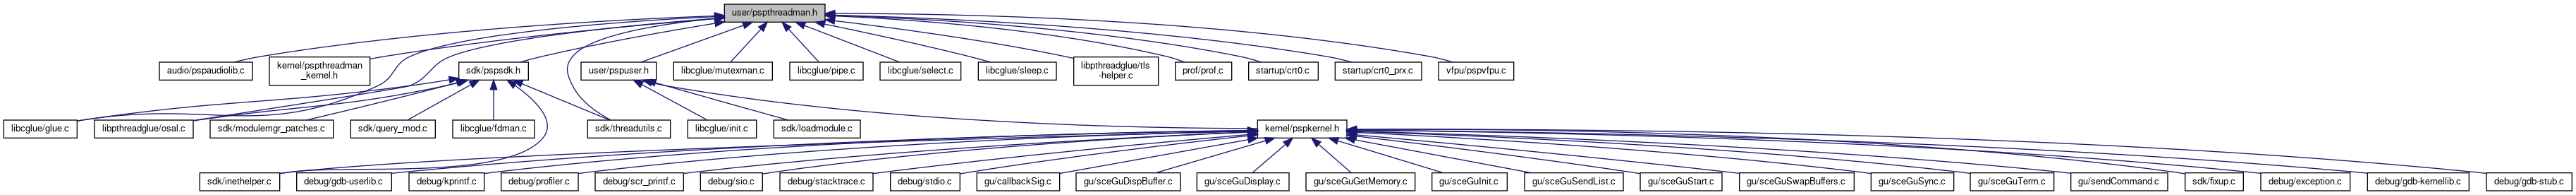 user/pspthreadman.h
audio/pspaudiolib.c
kernel/pspthreadman
_kernel.h
sdk/pspsdk.h
user/pspuser.h
libcglue/mutexman.c
libcglue/pipe.c
libcglue/select.c
libcglue/sleep.c
libpthreadglue/tls
-helper.c
prof/prof.c
startup/crt0.c
startup/crt0_prx.c
vfpu/pspvfpu.c
libcglue/glue.c
libpthreadglue/osal.c
sdk/modulemgr_patches.c
sdk/query_mod.c
libcglue/fdman.c
sdk/threadutils.c
libcglue/init.c
sdk/loadmodule.c
kernel/pspkernel.h
sdk/inethelper.c
debug/gdb-userlib.c
debug/kprintf.c
debug/profiler.c
debug/scr_printf.c
debug/sio.c
debug/stacktrace.c
debug/stdio.c
gu/callbackSig.c
gu/sceGuDispBuffer.c
gu/sceGuDisplay.c
gu/sceGuGetMemory.c
gu/sceGuInit.c
gu/sceGuSendList.c
gu/sceGuStart.c
gu/sceGuSwapBuffers.c
gu/sceGuSync.c
gu/sceGuTerm.c
gu/sendCommand.c
sdk/fixup.c
debug/exception.c
debug/gdb-kernellib.c
debug/gdb-stub.c